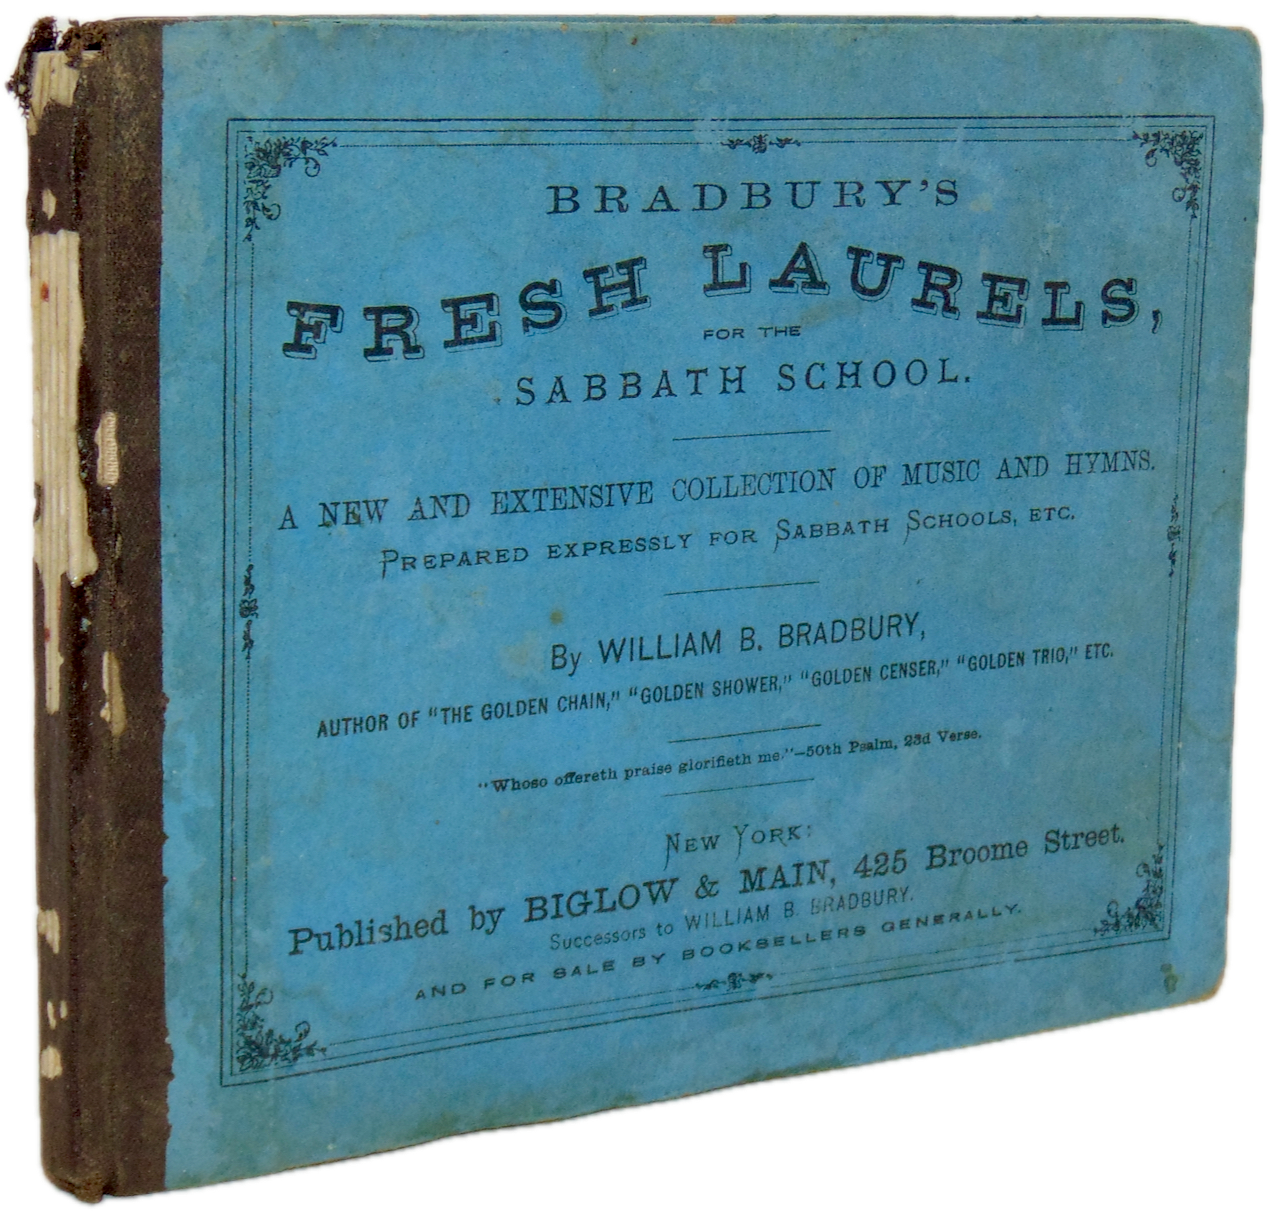 BRADBURY'S
FRESH LAURELS,
FOR THE
SABBATH SCHOOL.
A NEW AND EXTENSIVE COLLECTION OF MUSIC AND HYMNS.
PREPARED EXPRESSLY FOR SABBATH SCHOOLS, ETC.
By WILLIAM B. BRADBURY,
AUTHOR OF "THE GOLDEN CHAIN," "GOLDEN SHOWER," "GOLDEN CENSER," "GOLDEN TRIO," ETC.
"Whoso offereth praise glorifieth me."—50th Psalm, 23d Verse.
NEW YORK:
Published by BIGLOW & MAIN, 425 Broome Street.
Successors to WILLIAM B. BRADBURY.
AND FOR SALE BY BOOKSELLERS GENERALLY.